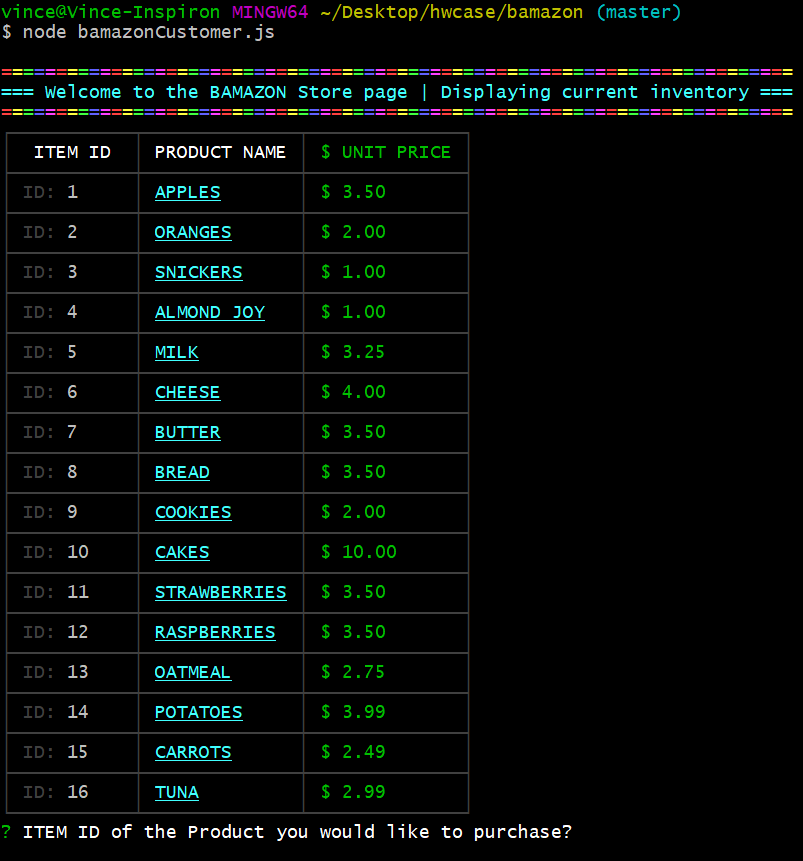 vince@Vince-Inspiron MINGW64 ~/Desktop/hwcase/bamazon (master)
$ node bamazonCustomer.js
========================================================================
=== Welcome to the BAMAZON Store page | Displaying current inventory ===
========================================================================
ITEM ID PRODUCT NAME $ UNIT PRICE
ID: 1 APPLES $ 3.50
ID: 2 ORANGES $ 2.00
ID: 3 SNICKERS $ 1.00
ID: 4 ALMOND JOY $ 1.00
ID: 5 MILK $ 3.25
ID: 6 CHEESE $ 4.00
ID: 7 BUTTER $ 3.50
ID: 8 BREAD $ 3.50
ID: 9 COOKIES $ 2.00
ID: 10 CAKES $ 10.00
ID: 11 STRAWBERRIES $ 3.50
ID: 12 RASPBERRIES $ 3.50
ID: 13 OATMEAL $ 2.75
ID: 14 POTATOES $ 3.99
ID: 15 CARROTS $ 2.49
ID: 16 TUNA $ 2.99
? ITEM ID of the Product you would like to purchase?